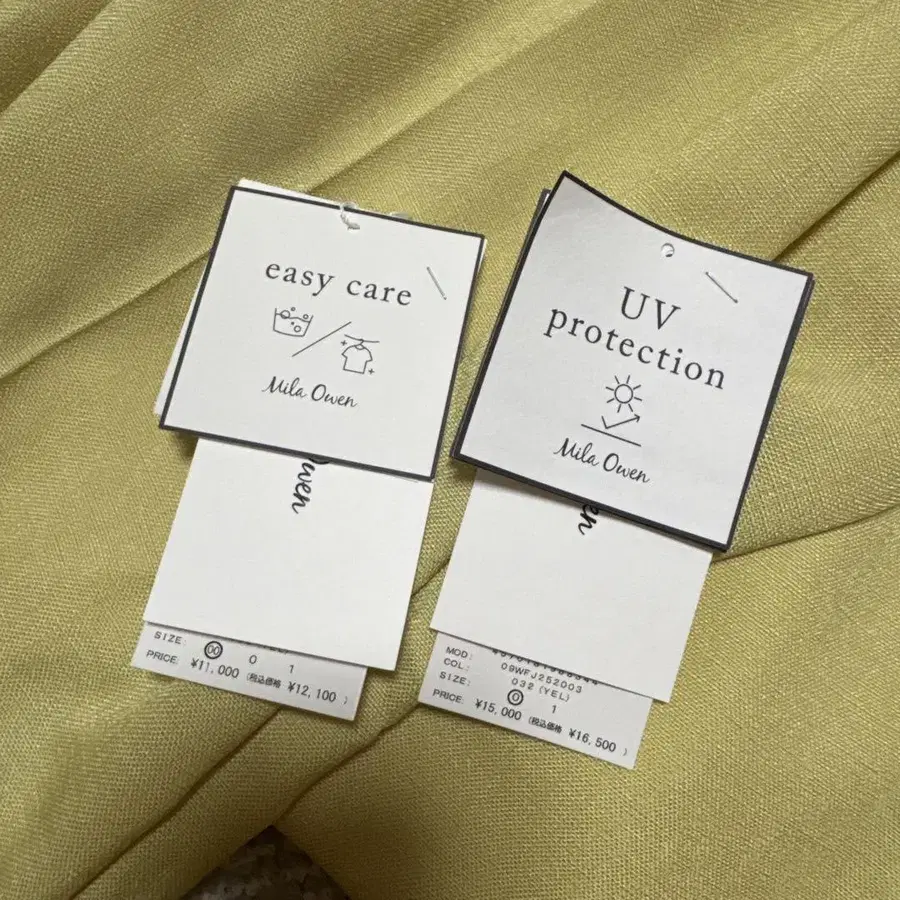 easy care
Mila Owen
Owen
SIZE: 00 0 1
PRICE: ¥11,000 (税込価格 ¥12,100 )
UV
protection
Mila Owen
en
MOD: 09WFJ252003
COL: 032 (YEL)
SIZE: 0 1
PRICE: ¥15,000 (税込価格 ¥16,500 )